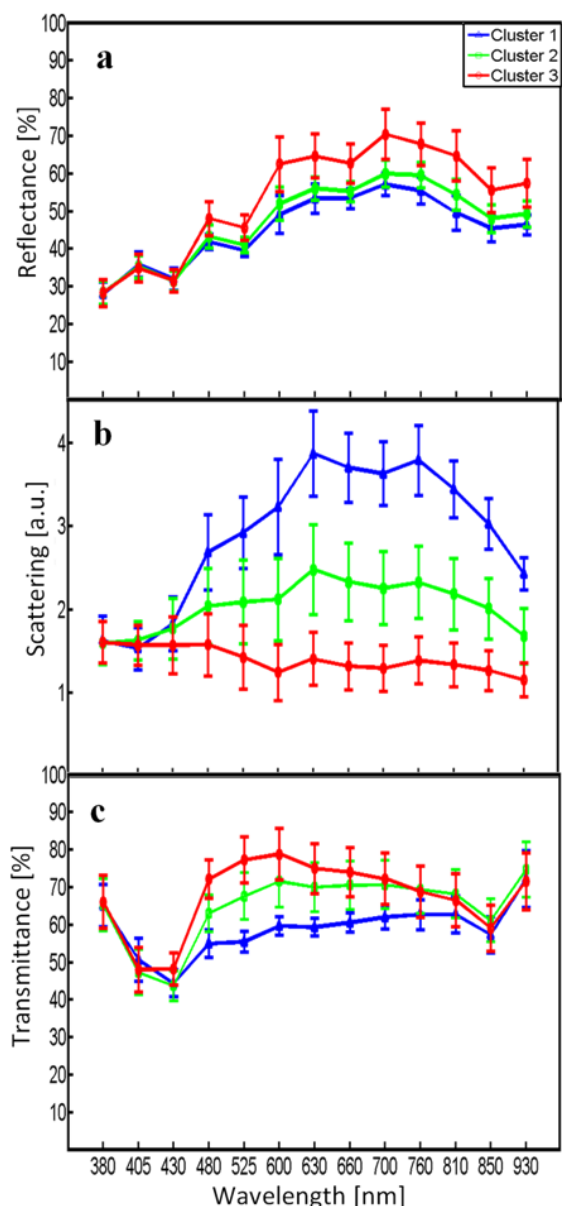 100
a
Cluster 1
Cluster 2
Cluster 3
90
80
70
60
50
40
30
20
10
Reflectance [%]
b
4
3
2
1
Scattering [a.u.]
100
c
90
80
70
60
50
40
30
20
10
Transmittance [%]
380 405 430 480 525 600 630 660 700 760 810 850 930
Wavelength [nm]